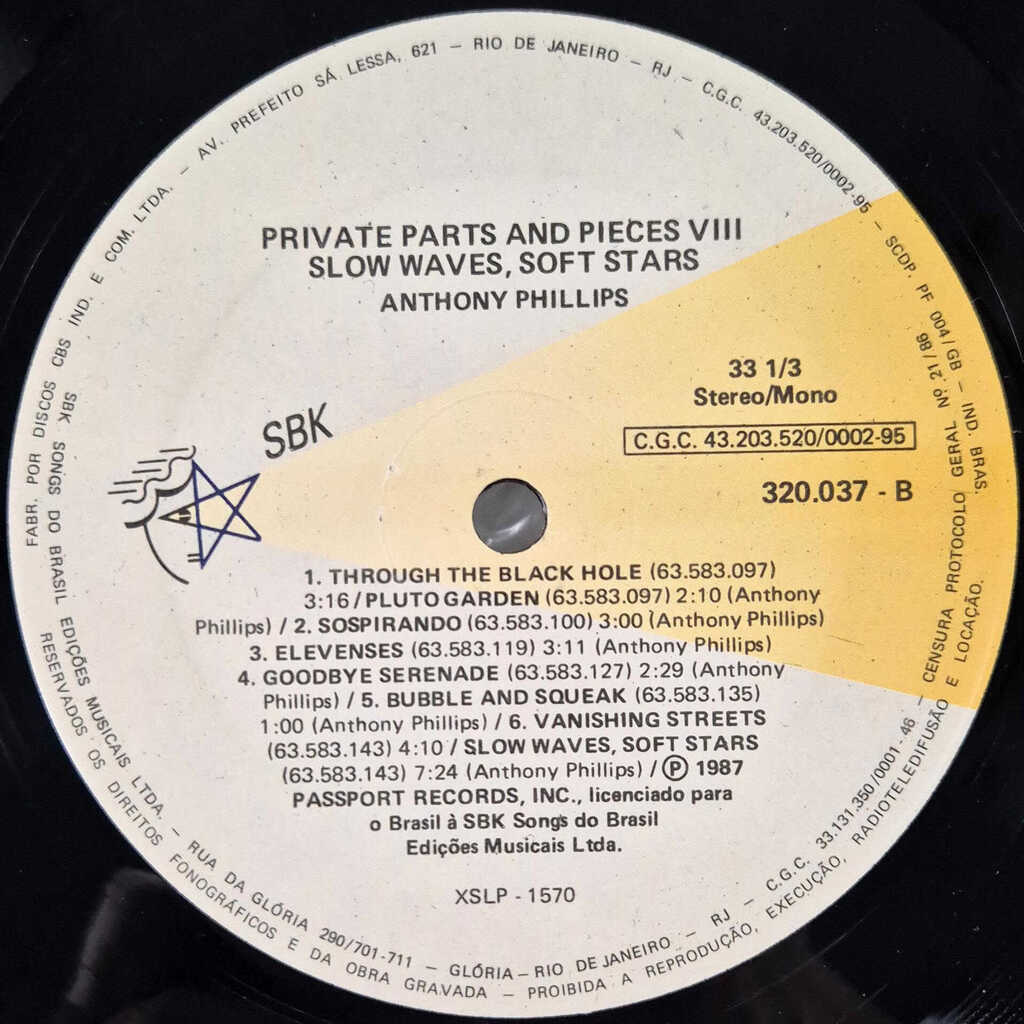 FABR. POR DISCOS CBS IND. E COM. LTDA. - AV. PREFEITO SÁ LESSA, 621 - RIO DE JANEIRO - RJ - C.G.C. 43.203.520/0002-95 - SCDP. PF 004/BG/ - IND. BRAS.
PRIVATE PARTS AND PIECES VIII
SLOW WAVES, SOFT STARS
ANTHONY PHILLIPS
33 1/3
Stereo/Mono
C.G.C. 43.203.520/0002-95
320.037 - B
SBK
1. THROUGH THE BLACK HOLE (63.583.097)
3:16/PLUTO GARDEN (63.583.097) 2:10 (Anthony
Phillips) / 2. SOSPIRANDO (63.583.100) 3:00 (Anthony Phillips)
3. ELEVENSES (63.583.119) 3:11 (Anthony Phillips)
4. GOODBYE SERENADE (63.583.127) 2:29 (Anthony
Phillips) / 5. BUBBLE AND SQUEAK (63.583.135)
1:00 (Anthony Phillips) / 6. VANISHING STREETS
(63.583.143) 4:10 / SLOW WAVES, SOFT STARS
(63.583.143) 7:24 (Anthony Phillips) / Ⓟ 1987
PASSPORT RECORDS, INC., licenciado para
o Brasil à SBK Songs do Brasil
Edições Musicais Ltda.
XSLP - 1570
SBK SONGS DO BRASIL EDIÇÕES MUSICAIS LTDA. - RUA DA GLÓRIA 290/701-711 - GLÓRIA - RIO DE JANEIRO - RJ - C.G.C. 33.131.350/0001-46 - CENSURA PROTOCOLO GERAL Nº 21/86
RESERVADOS OS DIREITOS FONOGRÁFICOS E DA OBRA GRAVADA - PROIBIDA A REPRODUÇÃO, EXECUÇÃO, RADIOTELEDIFUSÃO E LOCAÇÃO.